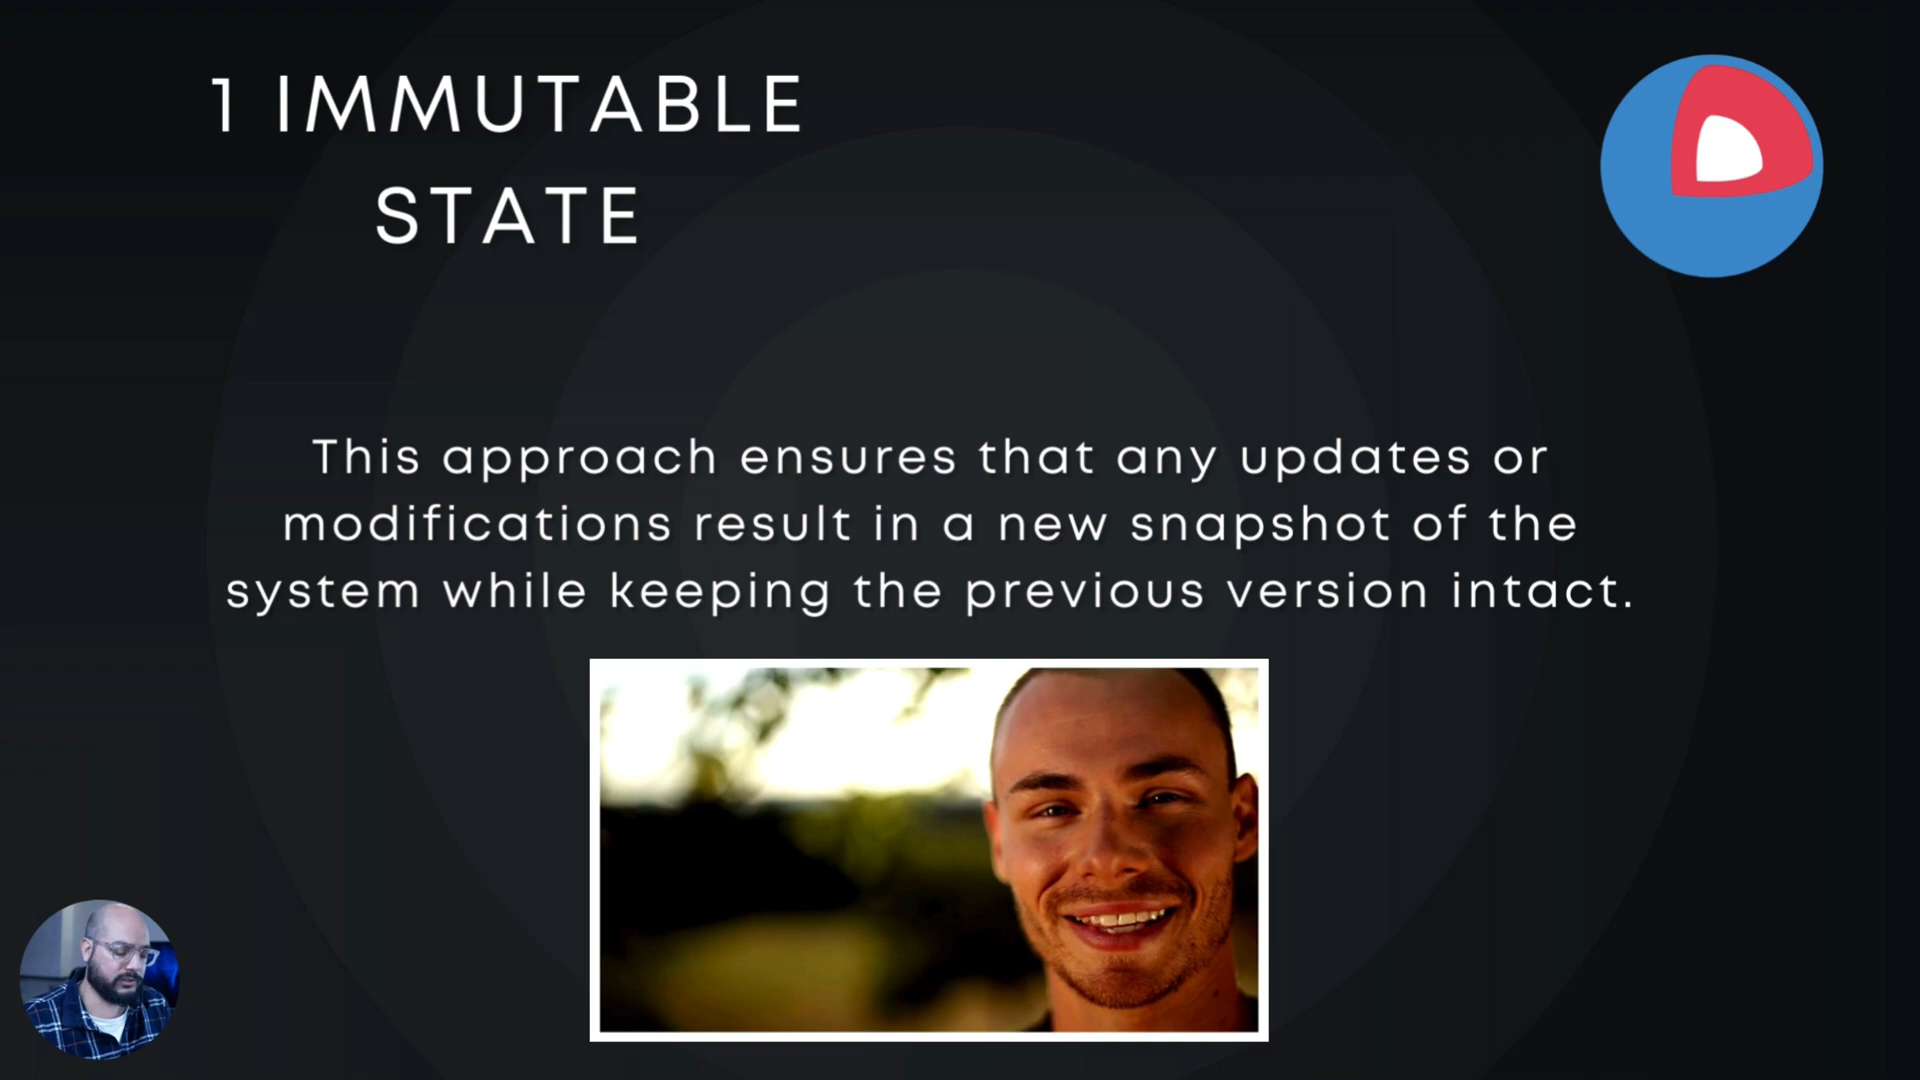 1 IMMUTABLE
STATE
This approach ensures that any updates or
modifications result in a new snapshot of the
system while keeping the previous version intact.